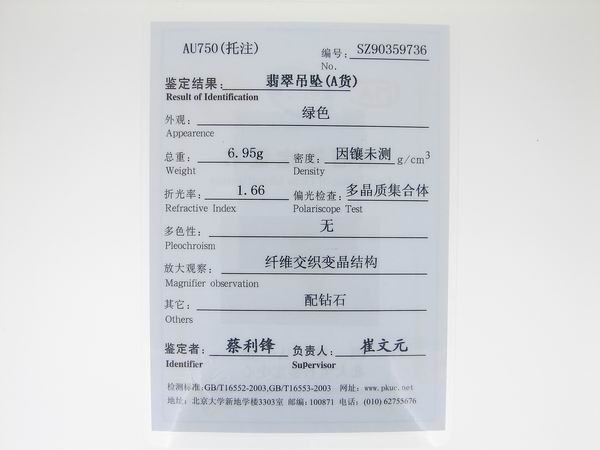 AU750(托注)
编号: SZ90359736
No.
鉴定结果: 翡翠吊坠(A货)
Result of Identification
外观: 绿色
Appearence
总重: 6.95g 密度: 因镶未测 g/cm³
Weight Density
折光率: 1.66 偏光检查: 多晶质集合体
Refractive Index Polariscope Test
多色性: 无
Pleochroism
放大观察: 纤维交织变晶结构
Magnifier observation
其它: 配钻石
Others
鉴定者: 蔡利锋 负责人: 崔文元
Identifier SuPervisor
检测标准:GB/T16552-2003,GB/T16553-2003 网址: www.pkuc.net
地址: 北京大学新地学楼3303室 邮编:100871 电话: (010)62755676